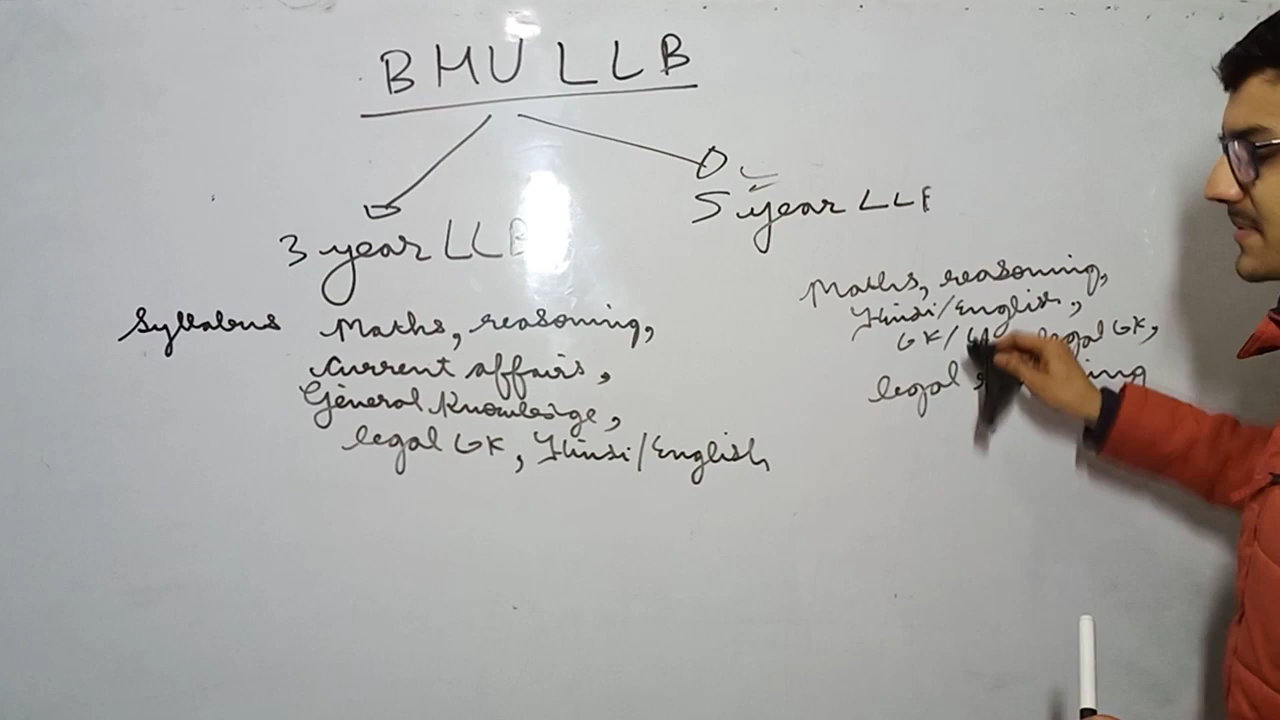 BHU LLB
3 year LLB
5 year LLB
Syllabus Maths, reasoning,
Current affairs,
General Knowledge,
legal GK, Hindi/English
Maths, reasoning,
Hindi/English,
GK/ legal GK,
legal